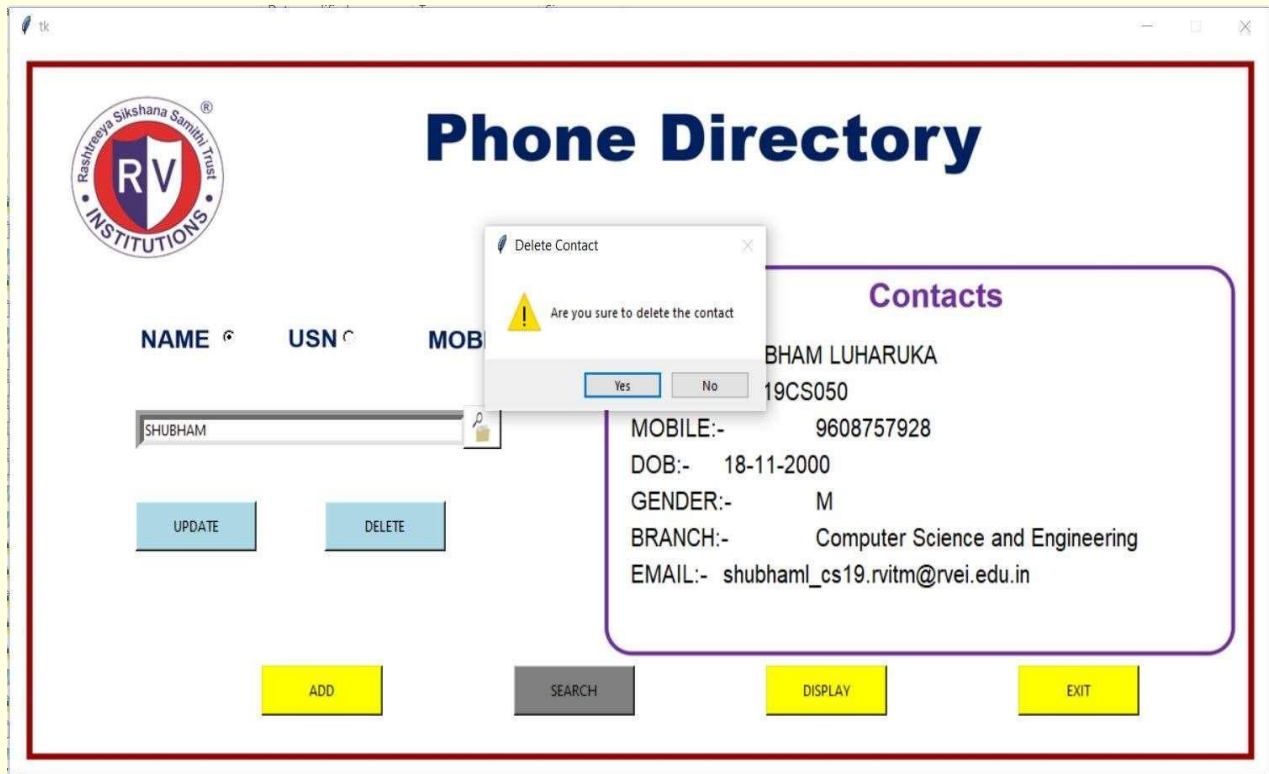 tk
Rashtreeya Sikshana Samithi Trust ®
RV
INSTITUTIONS
Phone Directory
Delete Contact
Are you sure to delete the contact
Yes No
Contacts
NAME USN MOB
BHAM LUHARUKA
19CS050
MOBILE:- 9608757928
SHUBHAM
DOB:- 18-11-2000
GENDER:- M
UPDATE DELETE
BRANCH:- Computer Science and Engineering
EMAIL:- shubhaml_cs19.rvitm@rvei.edu.in
ADD SEARCH DISPLAY EXIT